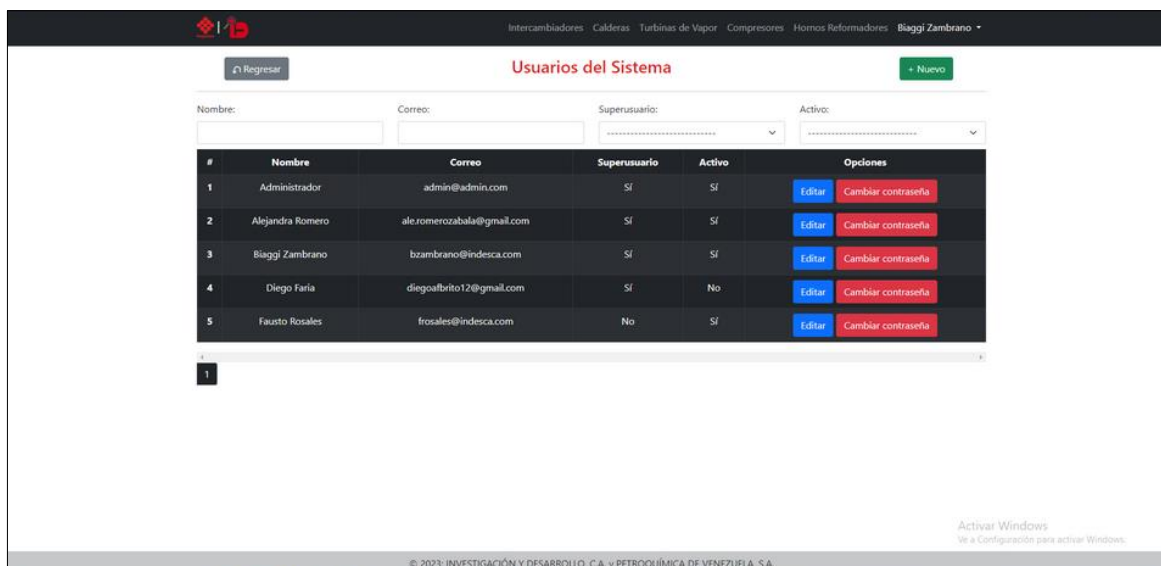 Intercambiadores Calderas Turbinas de Vapor Compresores Hornos Reformadores Biaggi Zambrano
Regresar Usuarios del Sistema + Nuevo
Nombre: Correo: Superusuario: Activo:
--------------------------- ---------------------------
# Nombre Correo Superusuario Activo Opciones
1 Administrador admin@admin.com Sí Sí Editar Cambiar contraseña
2 Alejandra Romero ale.romerozabala@gmail.com Sí Sí Editar Cambiar contraseña
3 Biaggi Zambrano bzambrano@indesca.com Sí Sí Editar Cambiar contraseña
4 Diego Faria diegoafbrito12@gmail.com Sí No Editar Cambiar contraseña
5 Fausto Rosales frosales@indesca.com No Sí Editar Cambiar contraseña
1
Activar Windows
Ve a Configuración para activar Windows.
© 2023: INVESTIGACIÓN Y DESARROLLO, C.A. y PETROQUÍMICA DE VENEZUELA, S.A.